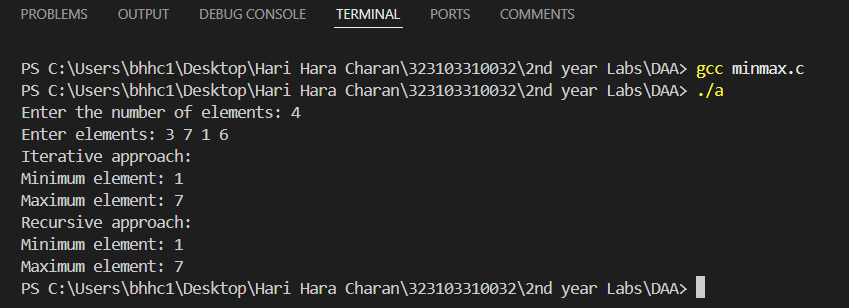 PROBLEMS OUTPUT DEBUG CONSOLE TERMINAL PORTS COMMENTS
PS C:\Users\bhhc1\Desktop\Hari Hara Charan\323103310032\2nd year Labs\DAA> gcc minmax.c
PS C:\Users\bhhc1\Desktop\Hari Hara Charan\323103310032\2nd year Labs\DAA> ./a
Enter the number of elements: 4
Enter elements: 3 7 1 6
Iterative approach:
Minimum element: 1
Maximum element: 7
Recursive approach:
Minimum element: 1
Maximum element: 7
PS C:\Users\bhhc1\Desktop\Hari Hara Charan\323103310032\2nd year Labs\DAA>